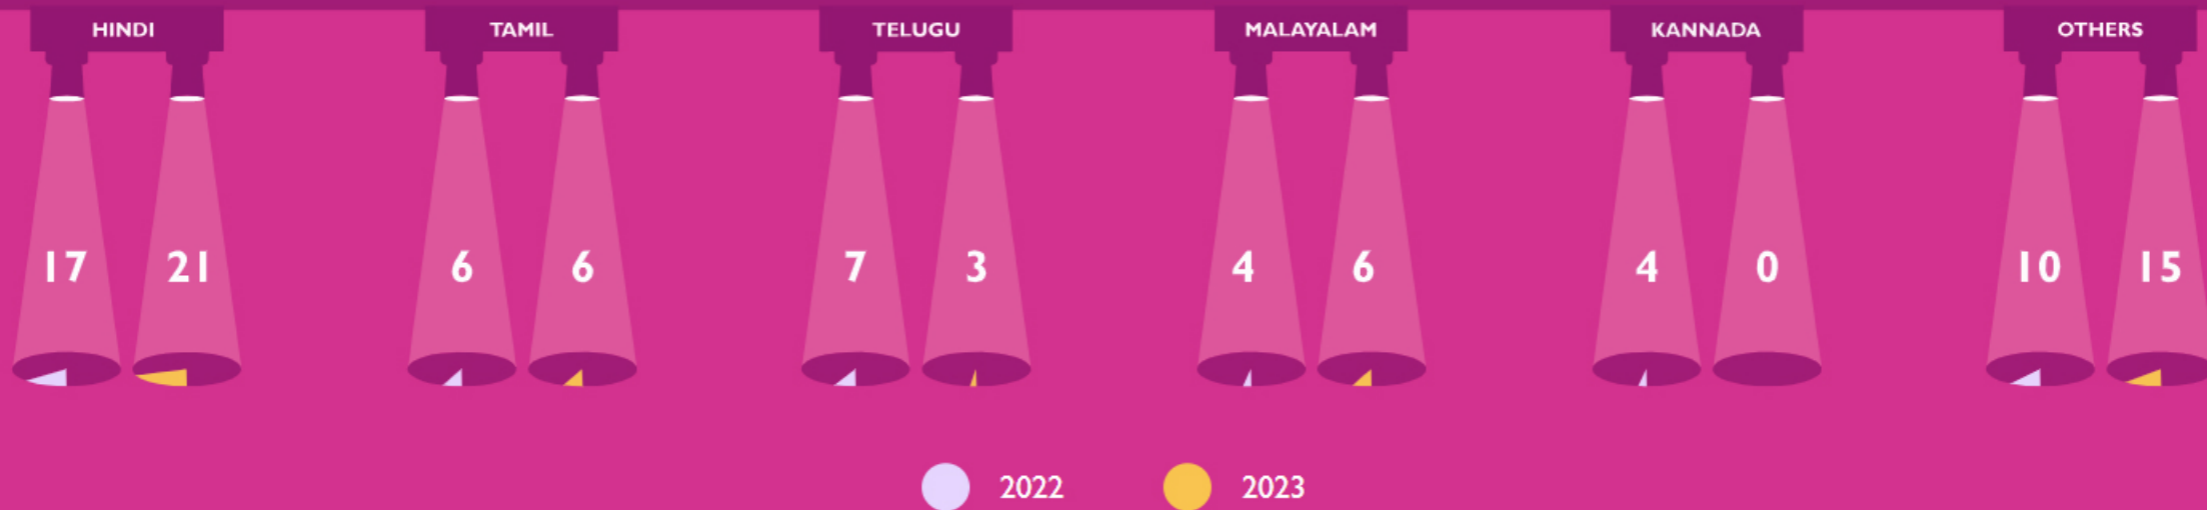 HINDI
TAMIL
TELUGU
MALAYALAM
KANNADA
OTHERS
17
21
6
6
7
3
4
6
4
0
10
15
2022
2023